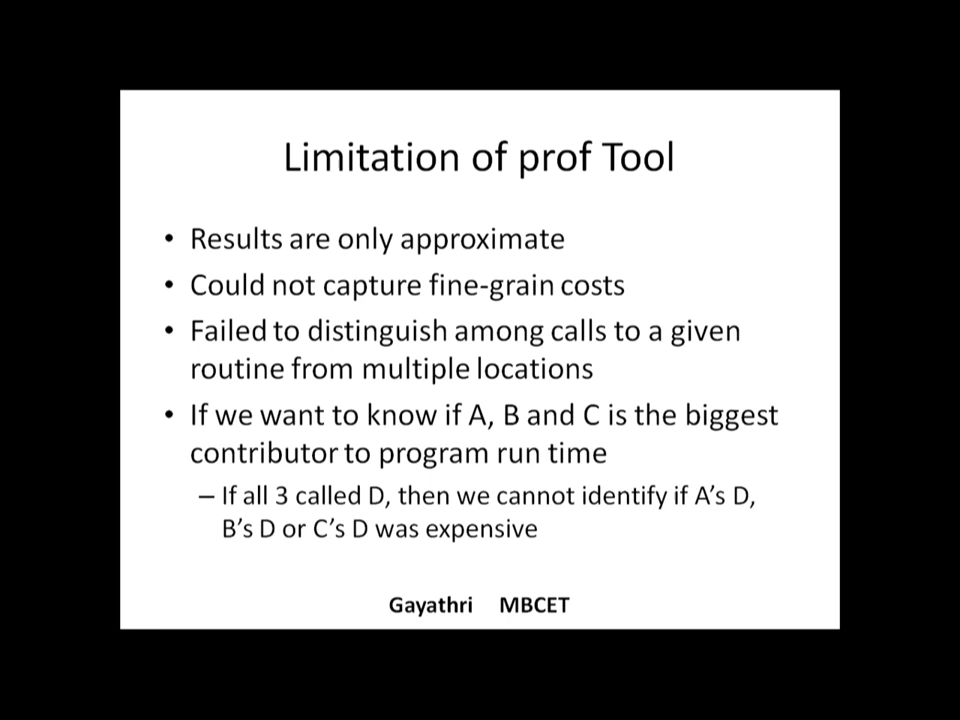 Limitation of prof Tool
• Results are only approximate
• Could not capture fine-grain costs
• Failed to distinguish among calls to a given
routine from multiple locations
• If we want to know if A, B and C is the biggest
contributor to program run time
– If all 3 called D, then we cannot identify if A’s D,
B’s D or C’s D was expensive
Gayathri MBCET